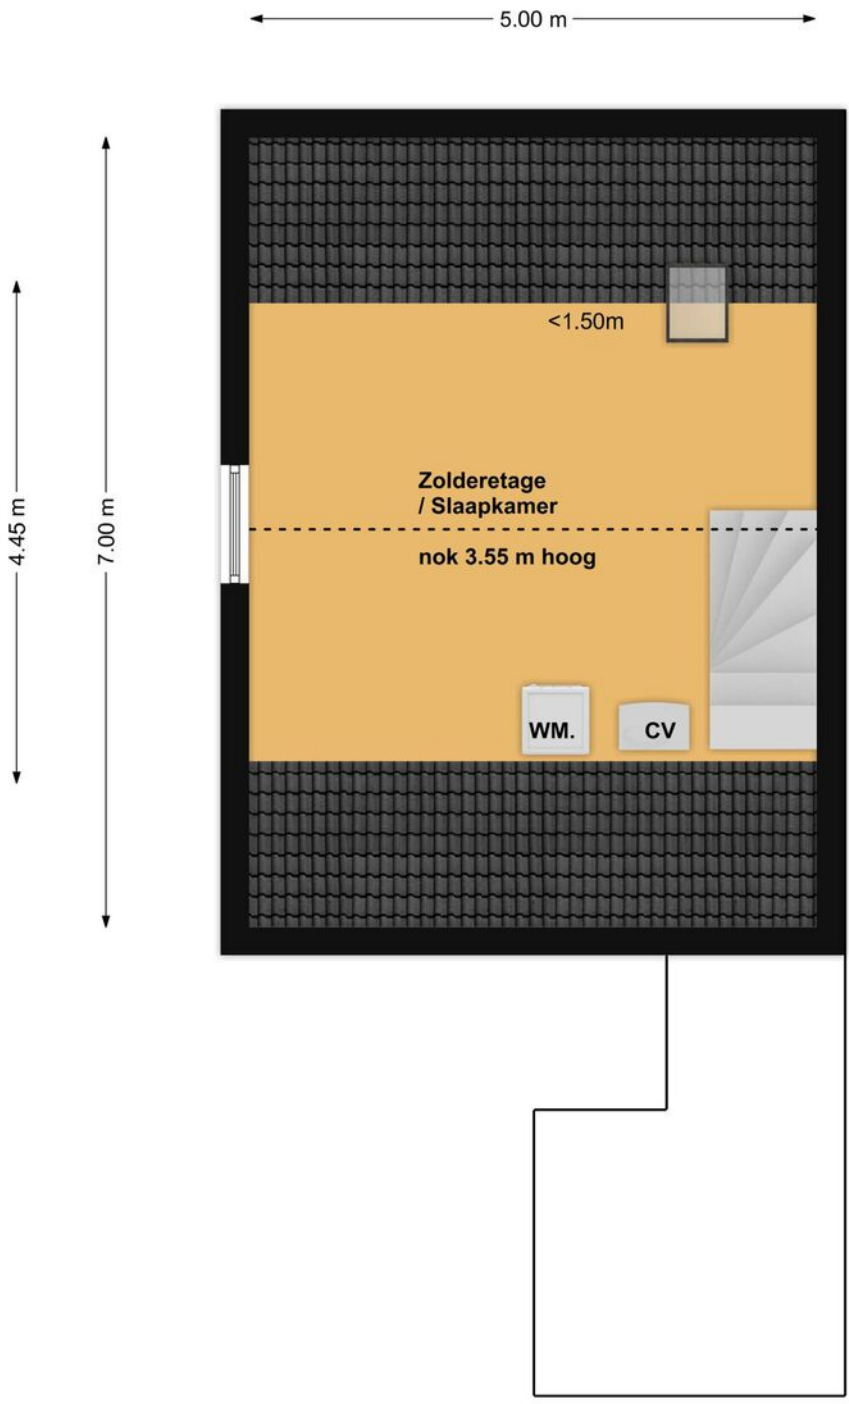 5.00 m
<1.50m
Zolderetage
/ Slaapkamer
nok 3.55 m hoog
4.45 m
7.00 m
WM.
CV